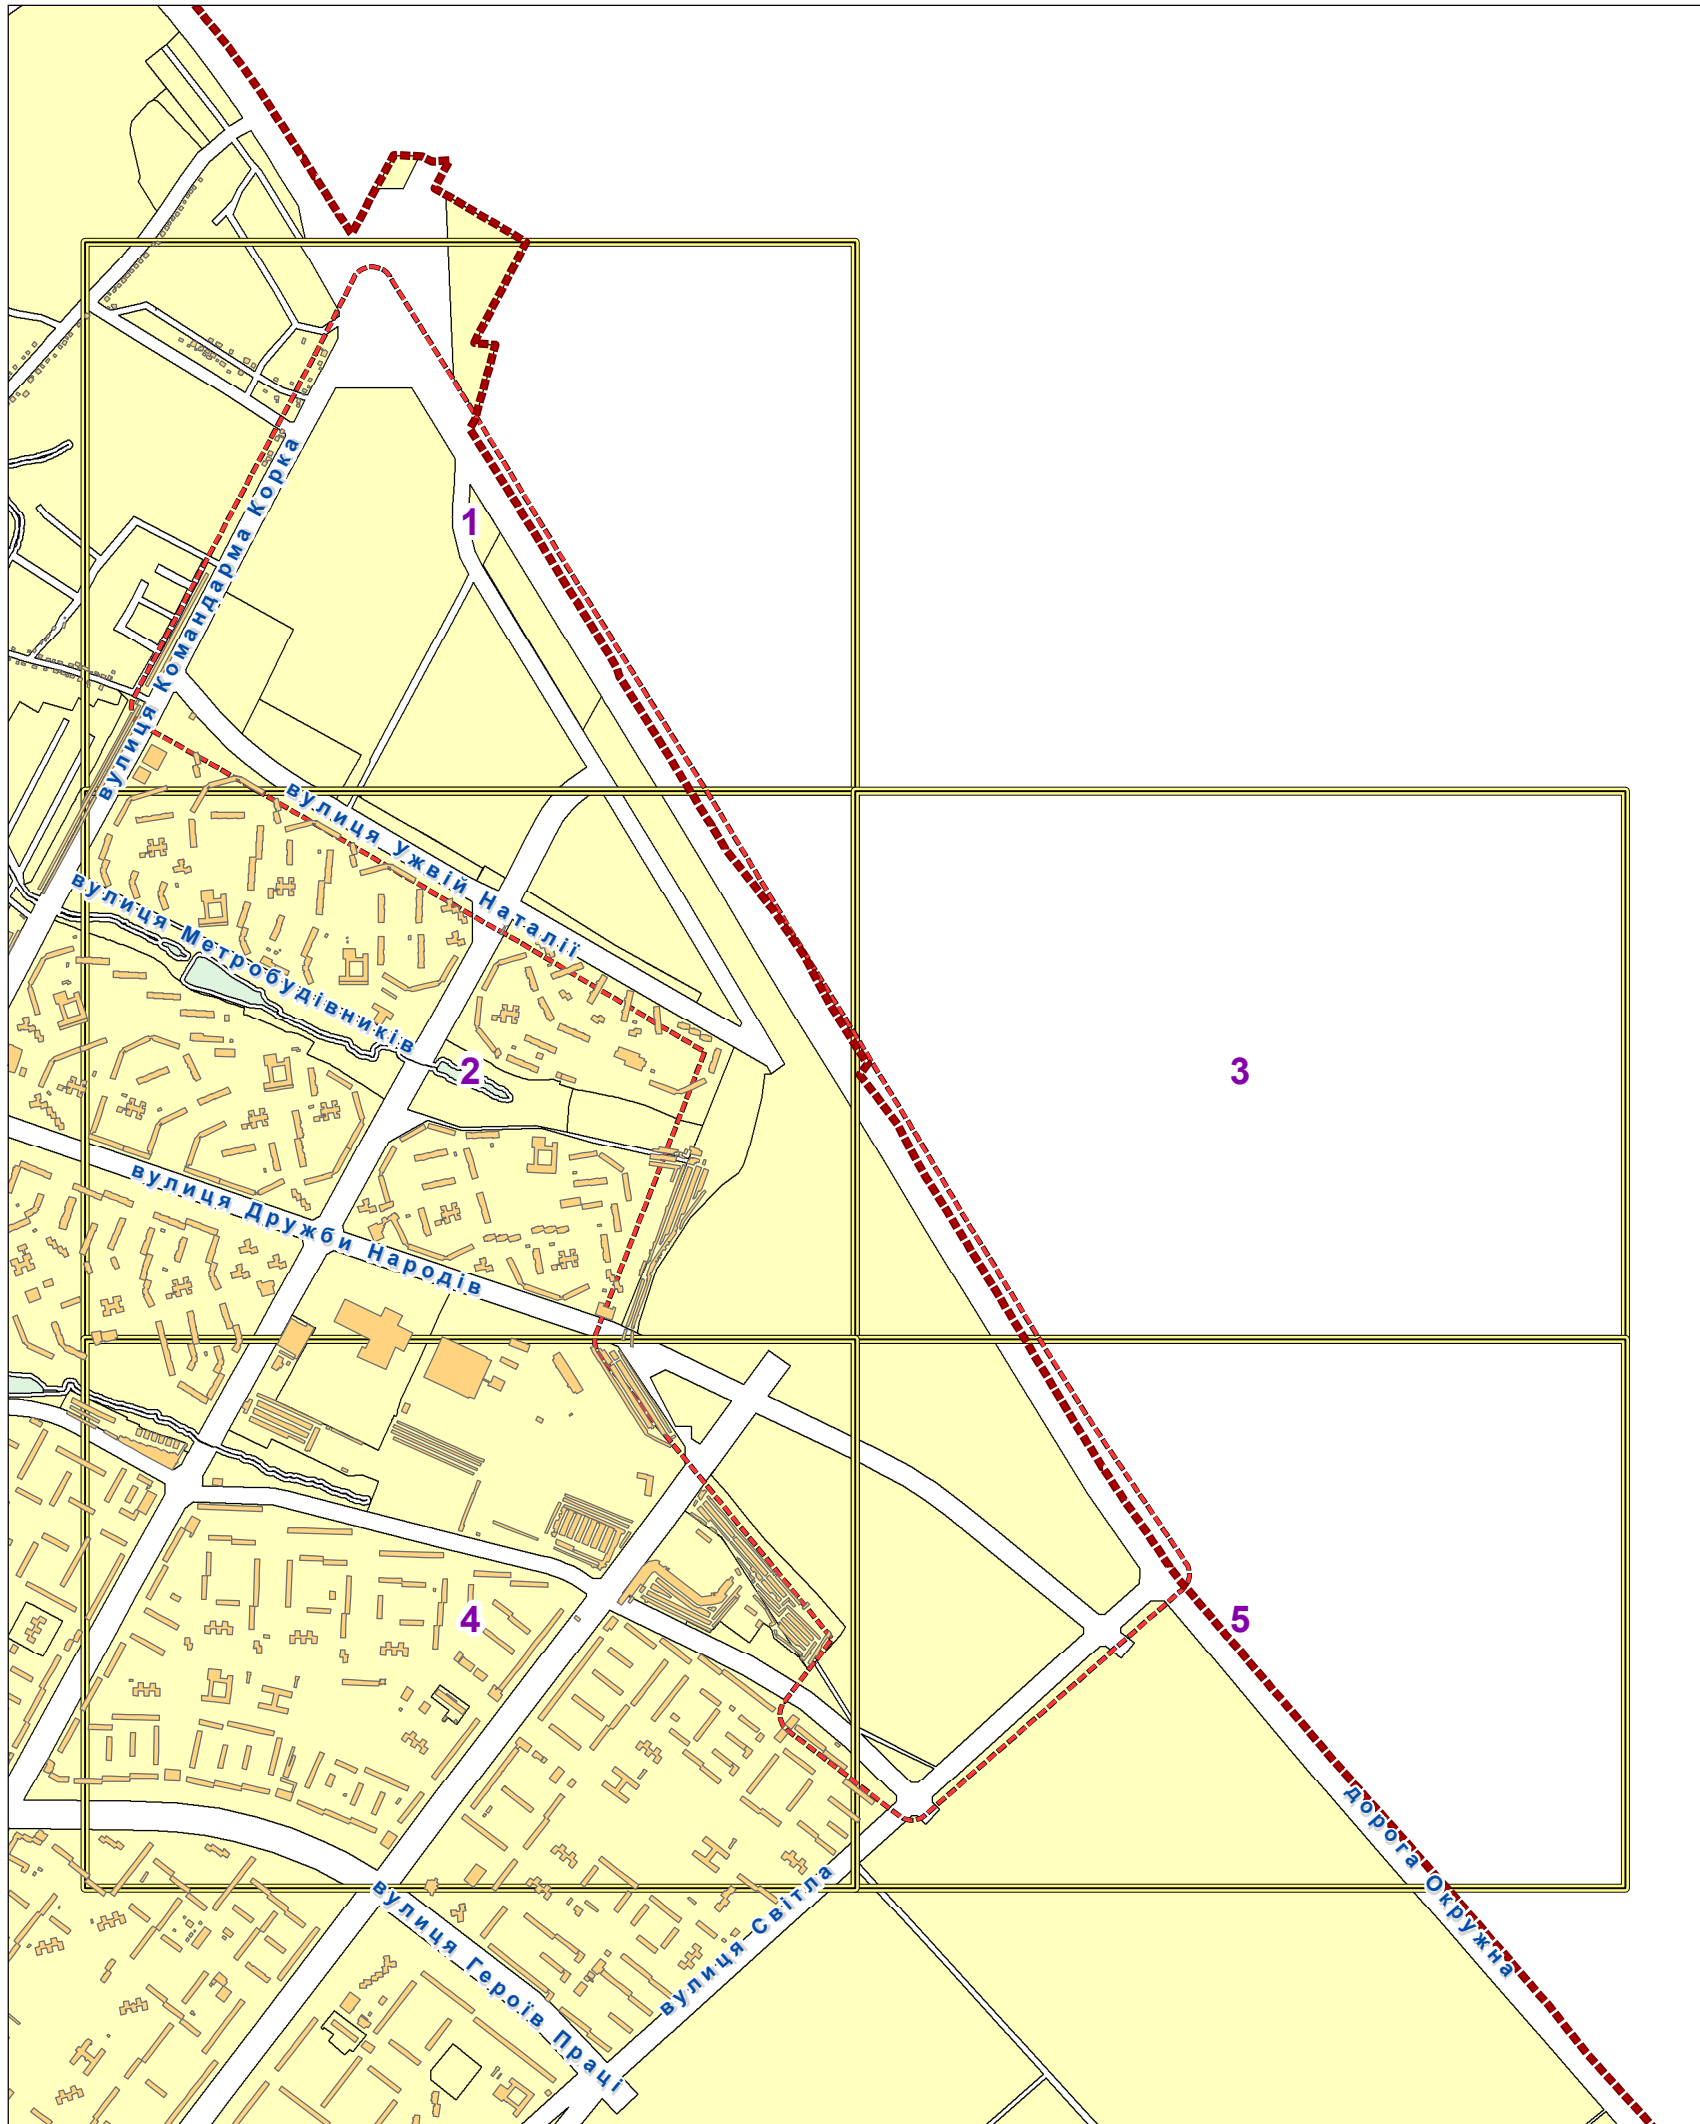 вулиця Командарма Корка
1
вулиця Ужвій Наталії
вулиця Метробудівників
2
3
вулиця Дружби Народів
4
5
дорога Окружна
вулиця Світла
вулиця Героїв Праці